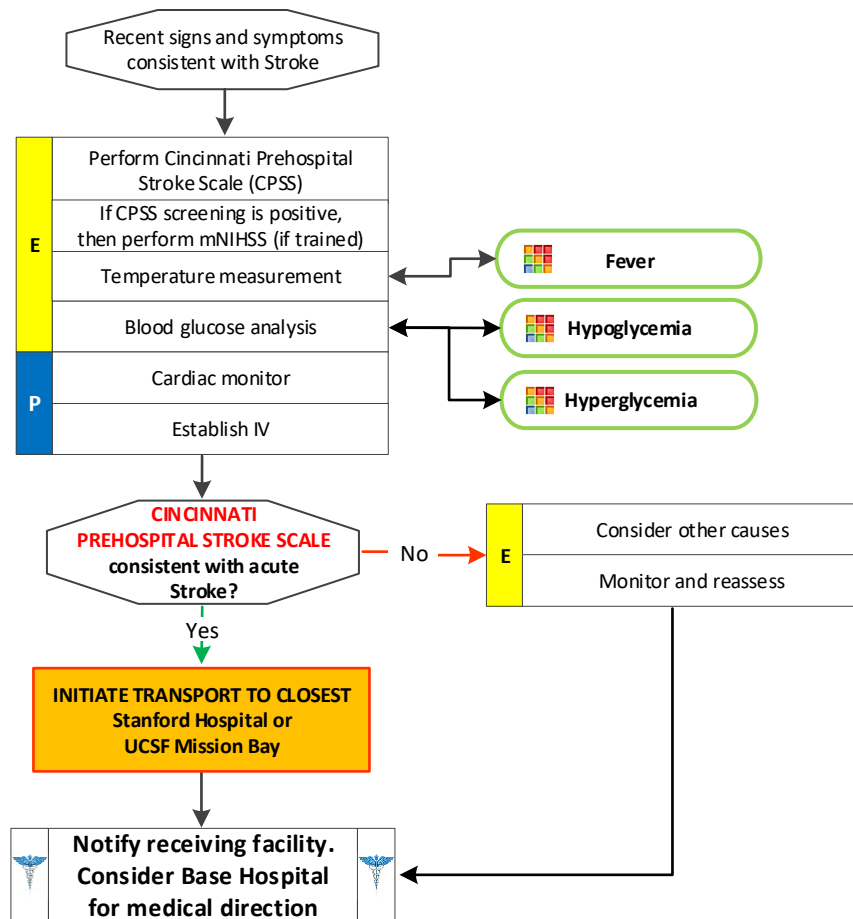 Recent signs and symptoms
consistent with Stroke
E
Perform Cincinnati Prehospital
Stroke Scale (CPSS)
If CPSS screening is positive,
then perform mNIHSS (if trained)
Temperature measurement
Fever
Blood glucose analysis
Hypoglycemia
Hyperglycemia
P
Cardiac monitor
Establish IV
CINCINNATI
PREHOSPITAL STROKE SCALE
consistent with acute
Stroke?
No
E
Consider other causes
Monitor and reassess
Yes
INITIATE TRANSPORT TO CLOSEST
Stanford Hospital or
UCSF Mission Bay
Notify receiving facility.
Consider Base Hospital
for medical direction